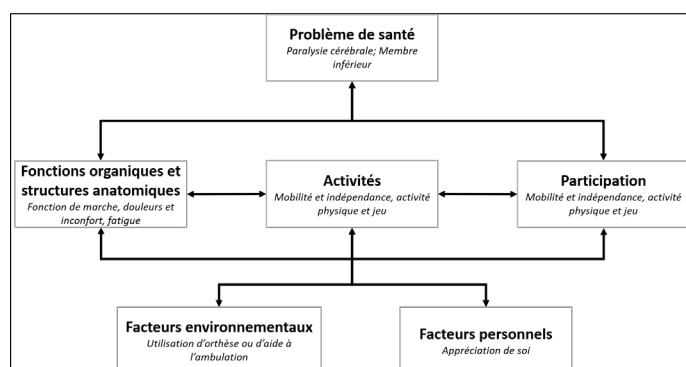 Problème de santé
Paralysie cérébrale; Membre
inférieur
Fonctions organiques et
structures anatomiques
Fonction de marche, douleurs et
inconfort, fatigue
Activités
Mobilité et indépendance, activité
physique et jeu
Participation
Mobilité et indépendance, activité
physique et jeu
Facteurs environnementaux
Utilisation d'orthèse ou d'aide à
l'ambulation
Facteurs personnels
Appréciation de soi